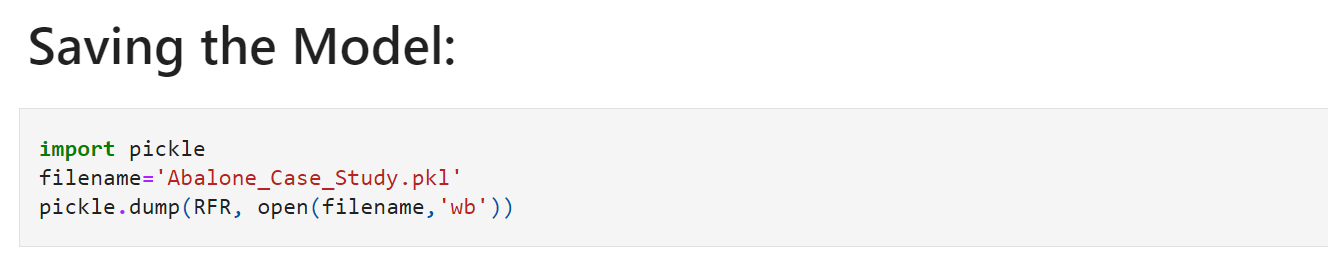 Saving the Model:
import pickle
filename='Abalone_Case_Study.pkl'
pickle.dump(RFR, open(filename,'wb'))